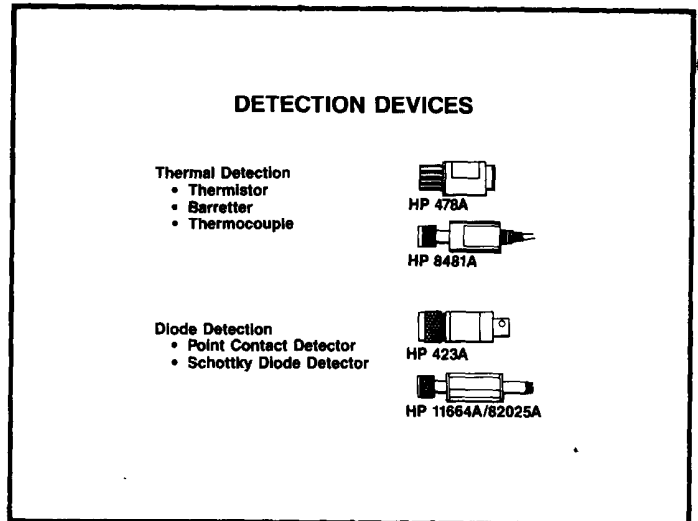 DETECTION DEVICES
Thermal Detection
• Thermistor
• Barretter
• Thermocouple
HP 478A
HP 8481A
Diode Detection
• Point Contact Detector
• Schottky Diode Detector
HP 423A
HP 11664A/82025A